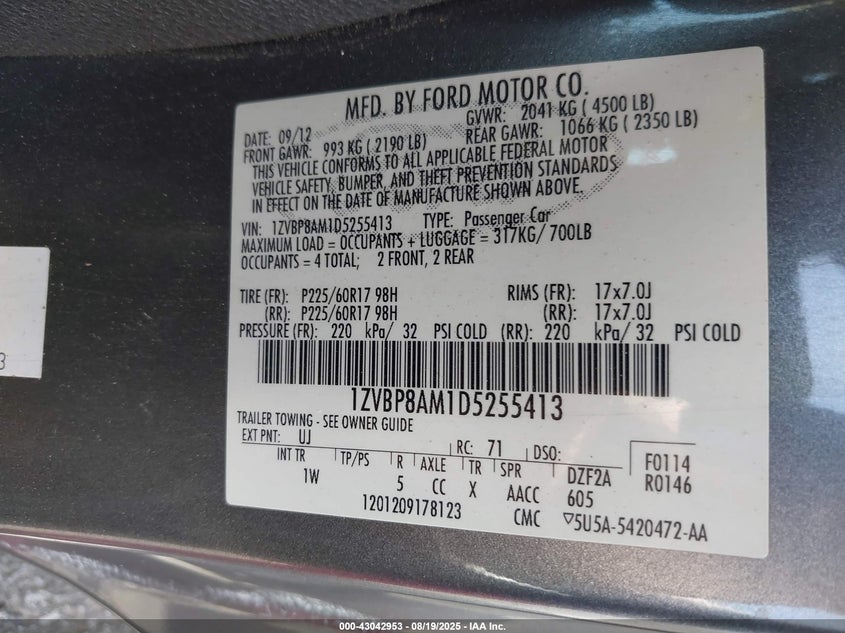 MFD. BY FORD MOTOR CO.
DATE: 09/12 GVWR: 2041 KG ( 4500 LB)
FRONT GAWR: 993 KG ( 2190 LB) REAR GAWR: 1066 KG ( 2350 LB)
THIS VEHICLE CONFORMS TO ALL APPLICABLE FEDERAL MOTOR
VEHICLE SAFETY, BUMPER, AND THEFT PREVENTION STANDARDS
IN EFFECT ON THE DATE OF MANUFACTURE SHOWN ABOVE.
VIN: 1ZVBP8AM1D5255413 TYPE: Passenger Car
MAXIMUM LOAD = OCCUPANTS + LUGGAGE = 317KG/ 700LB
OCCUPANTS = 4 TOTAL; 2 FRONT, 2 REAR
TIRE (FR): P225/60R17 98H RIMS (FR): 17x7.0J
(RR): P225/60R17 98H (RR): 17x7.0J
PRESSURE (FR): 220 kPa/ 32 PSI COLD (RR): 220 kPa/ 32 PSI COLD
1ZVBP8AM1D5255413
TRAILER TOWING - SEE OWNER GUIDE
EXT PNT: UJ RC: 71 DSO: F0114
INT TR TP/PS R AXLE TR SPR DZF2A R0146
1W 5 CC X AACC 605
1201209178123 CMC 5U5A-5420472-AA
3
000-43042953 - 08/19/2025 - IAA Inc.